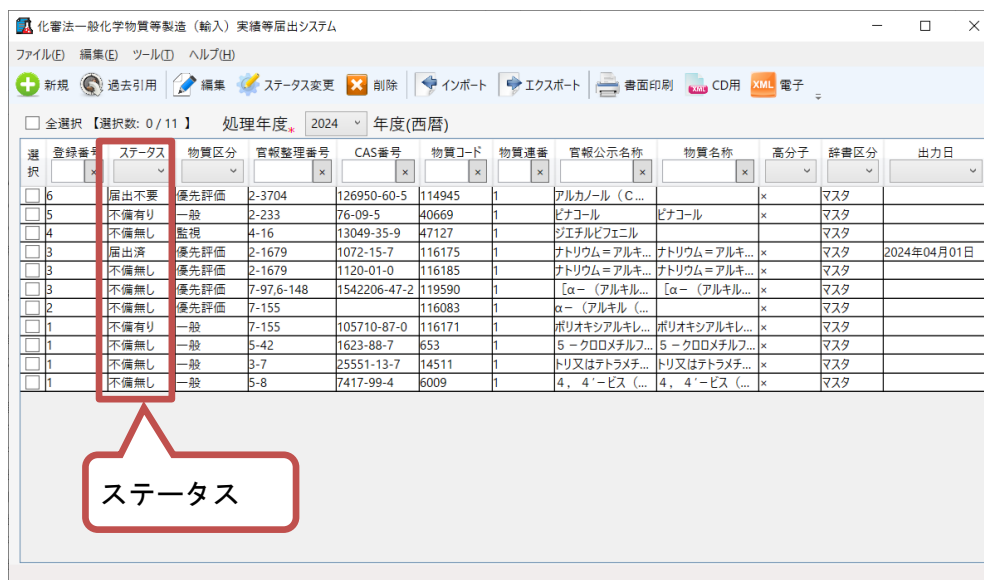 化審法一般化学物質等製造（輸入）実績等届出システム
ファイル(F) 編集(E) ツール(T) ヘルプ(H)
新規 過去引用 編集 ステータス変更 削除 インポート エクスポート 書面印刷 CD用 電子
全選択 【選択数: 0 / 11 】 処理年度* 2024 年度(西暦)
選択 登録番号 ステータス 物質区分 官報整理番号 CAS番号 物質コード 物質連番 官報公示名称 物質名称 高分子 辞書区分 出力日
6 届出不要 優先評価 2-3704 126950-60-5 114945 1 アルカノール（C... × マスタ
5 不備有り 一般 2-233 76-09-5 40669 1 ピナコール ピナコール × マスタ
4 不備無し 監視 4-16 13049-35-9 47127 1 ジエチルビフェニル マスタ
3 届出済 優先評価 2-1679 1072-15-7 116175 1 ナトリウム＝アルキ... ナトリウム＝アルキ... × マスタ 2024年04月01日
3 不備無し 優先評価 2-1679 1120-01-0 116185 1 ナトリウム＝アルキ... ナトリウム＝アルキ... × マスタ
3 不備無し 優先評価 7-97,6-148 1542206-47-2 119590 1 ［α－（アルキル... ［α－（アルキル... × マスタ
2 不備無し 優先評価 7-155 116083 1 α－（アルキル（... × マスタ
1 不備有り 一般 7-155 105710-87-0 116171 1 ポリオキシアルキレ... ポリオキシアルキレ... × マスタ
1 不備無し 一般 5-42 1623-88-7 653 1 ５－クロロメチルフ... ５－クロロメチルフ... × マスタ
1 不備無し 一般 3-7 25551-13-7 14511 1 トリ又はテトラメチ... トリ又はテトラメチ... × マスタ
1 不備無し 一般 5-8 7417-99-4 6009 1 ４，４′－ビス（... ４，４′－ビス（... × マスタ
ステータス